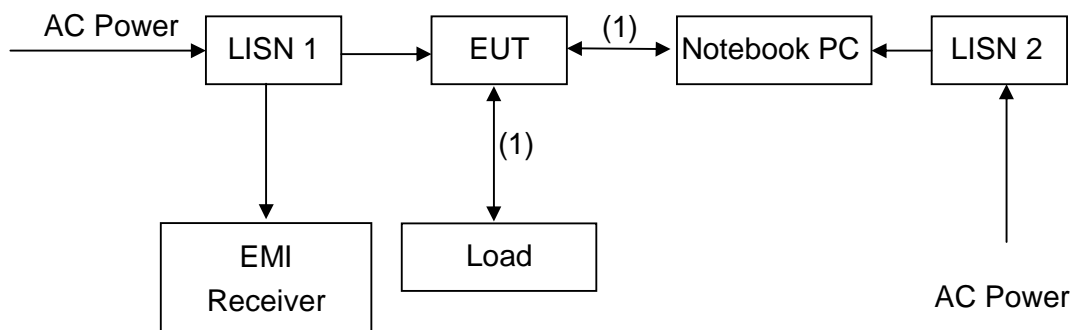 AC Power
LISN 1
EUT
(1)
Notebook PC
LISN 2
(1)
EMI
Receiver
Load
AC Power